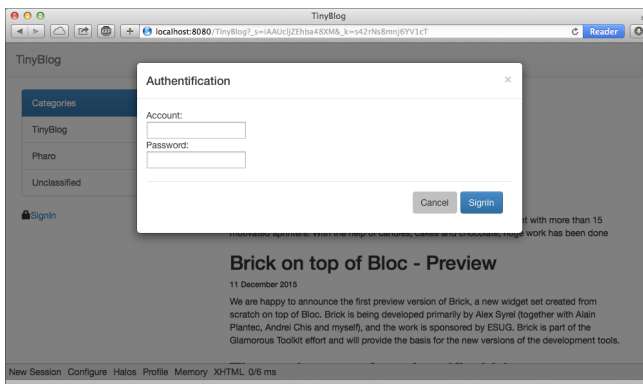 TinyBlog
localhost:8080/TinyBlog?_s=iAAUcljZEhba48XM&_k=s42rNs8mnj6YV1cT
Reader
TinyBlog
Authentification
×
Account:
Password:
Cancel
SignIn
Categories
TinyBlog
Pharo
Unclassified
SignIn
t with more than 15
motivated sprinters. With the help of candies, cakes and chocolate, huge work has been done
Brick on top of Bloc - Preview
11 December 2015
We are happy to announce the first preview version of Brick, a new widget set created from
scratch on top of Bloc. Brick is being developed primarily by Alex Syrel (together with Alain
Plantec, Andrei Chis and myself), and the work is sponsored by ESUG. Brick is part of the
Glamorous Toolkit effort and will provide the basis for the new versions of the development tools.
New Session Configure Halos Profile Memory XHTML 0/6 ms